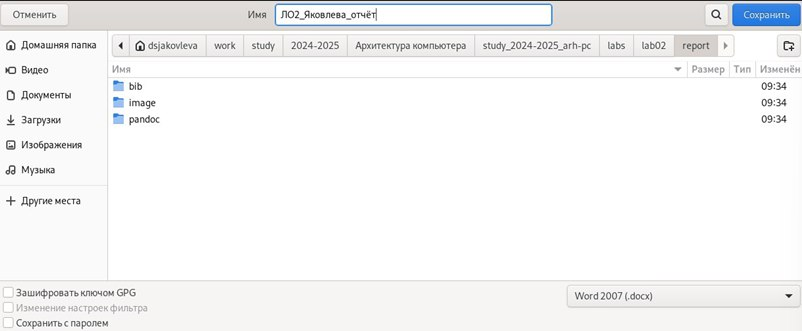 Отменить Имя ЛО2_Яковлева_отчёт Сохранить
Домашняя папка dsjakovleva work study 2024-2025 Архитектура компьютера study_2024-2025_arh-pc labs lab02 report
Имя Размер Тип Изменён
Видео
bib 09:34
Документы
image 09:34
Загрузки
pandoc 09:34
Изображения
Музыка
Другие места
Зашифровать ключом GPG
Word 2007 (.docx)
Изменение настроек фильтра
Сохранить с паролем